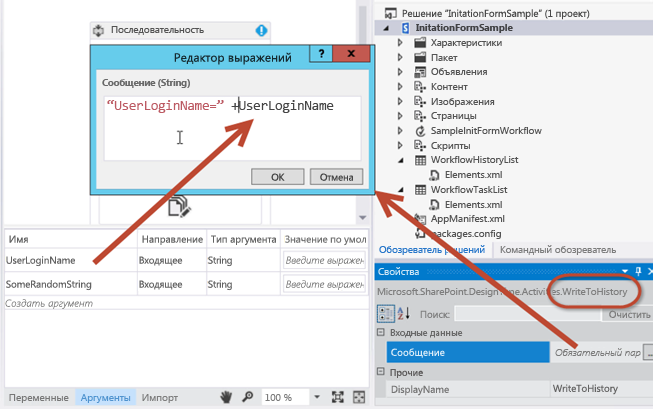 Последовательность
Редактор выражений
?
x
Сообщение (String)
“UserLoginName=” +UserLoginName
OK
Отмена
Имя
Направление
Тип аргумента
Значение по умол
UserLoginName
Входящее
String
Введите выражен
SomeRandomString
Входящее
String
Введите выражен
Создать аргумент
Переменные
Аргументы
Импорт
100 %
Решение "InitationFormSample" (1 проект)
InitationFormSample
Характеристики
Пакет
Объявления
Контент
Изображения
Страницы
SampleInitFormWorkflow
Скрипты
WorkflowHistoryList
Elements.xml
WorkflowTaskList
Elements.xml
AppManifest.xml
packages.config
Обозреватель решений
Командный обозреватель
Свойства
Microsoft.SharePoint.DesignTime.Activities.WriteToHistory
Поиск:
Очистить
Входные данные
Сообщение
Обязательный пар
...
Прочие
DisplayName
WriteToHistory